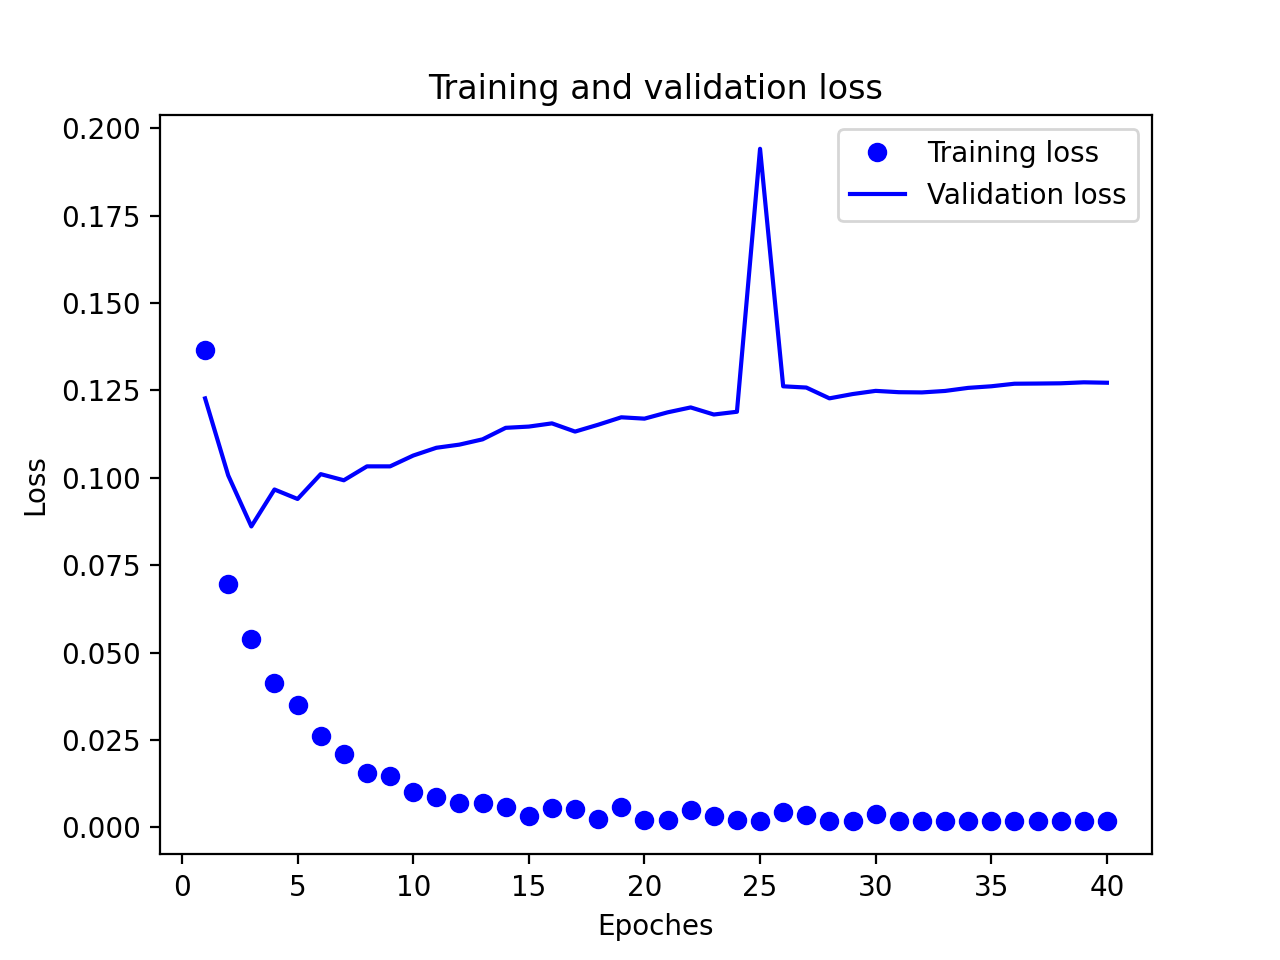 Training and validation loss
Training loss
Validation loss
0.200
0.175
0.150
0.125
0.100
0.075
0.050
0.025
0.000
Loss
0 5 10 15 20 25 30 35 40
Epoches